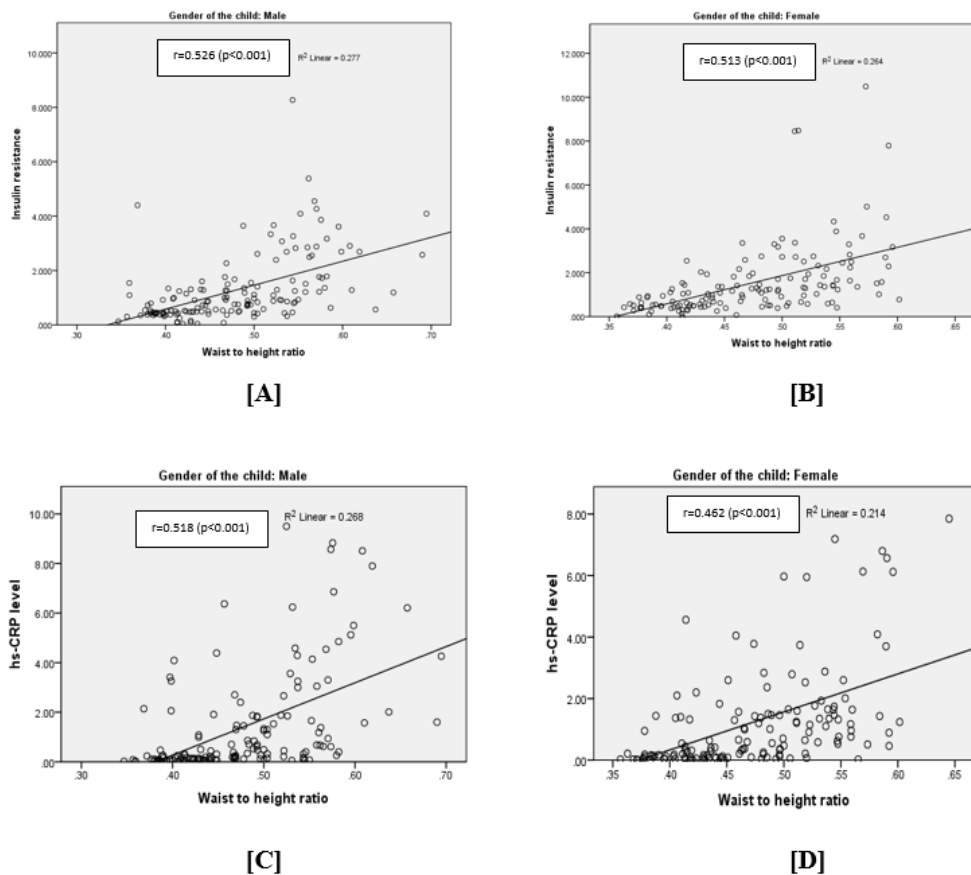 Gender of the child: Male
r=0.526 (p<0.001)
R² Linear = 0.277
10.000
8.000
6.000
4.000
2.000
.000
.30
.40
.50
.60
.70
Insulin resistance
Waist to height ratio
[A]
Gender of the child: Female
r=0.513 (p<0.001)
R² Linear = 0.264
12.000
10.000
8.000
6.000
4.000
2.000
.000
.35
.40
.45
.50
.55
.60
.65
Insulin resistance
Waist to height ratio
[B]
Gender of the child: Male
r=0.518 (p<0.001)
R² Linear = 0.268
10.00
8.00
6.00
4.00
2.00
.00
.30
.40
.50
.60
.70
hs-CRP level
Waist to height ratio
[C]
Gender of the child: Female
r=0.462 (p<0.001)
R² Linear = 0.214
8.00
6.00
4.00
2.00
.00
.35
.40
.45
.50
.55
.60
.65
hs-CRP level
Waist to height ratio
[D]